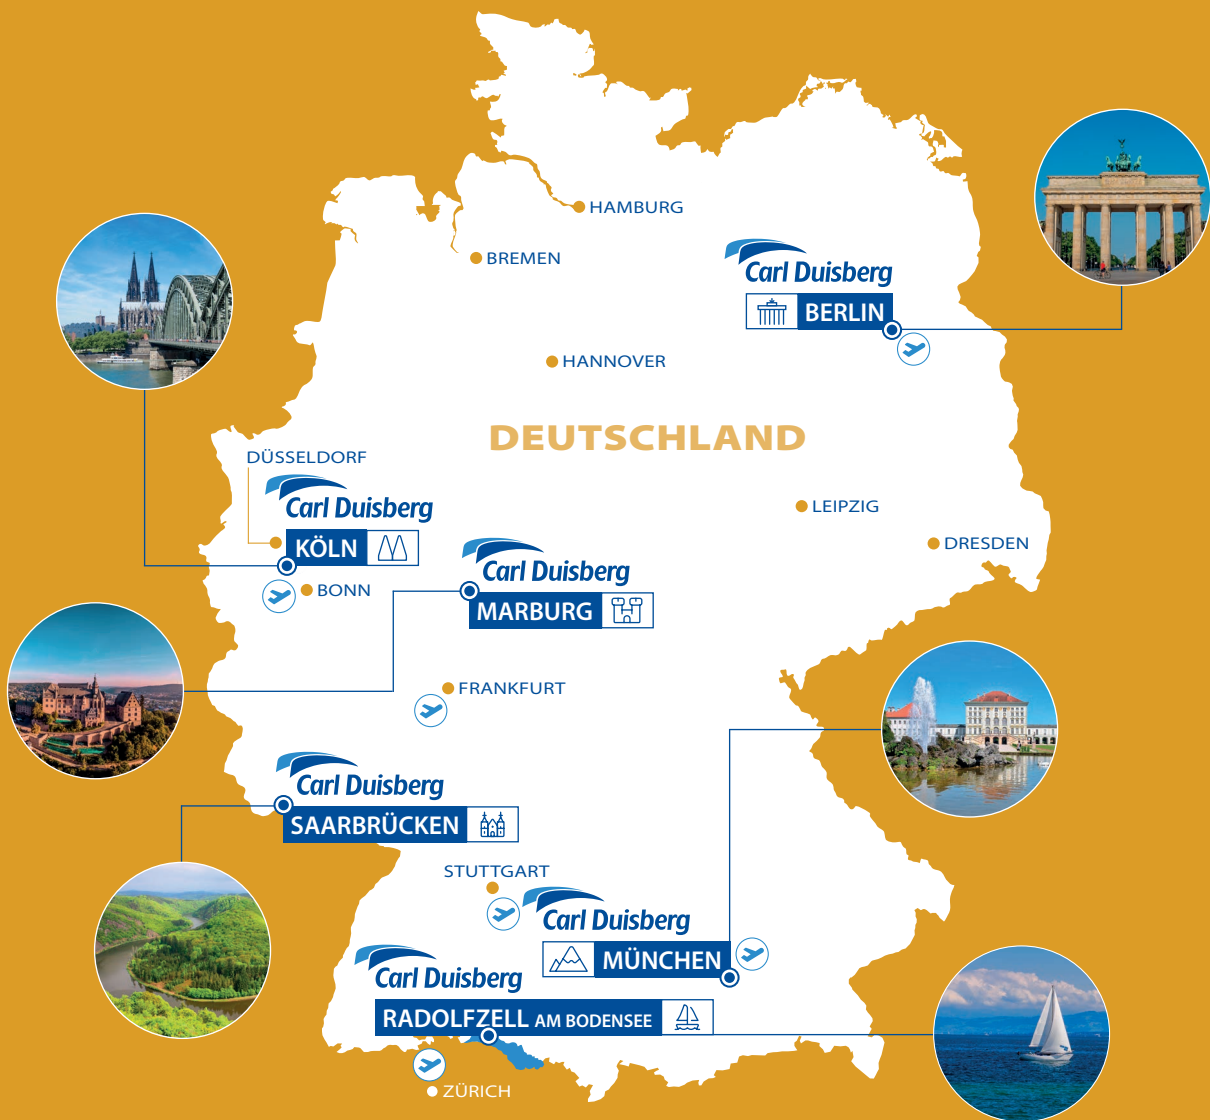 HAMBURG
BREMEN
Carl Duisberg
BERLIN
HANNOVER
DEUTSCHLAND
DÜSSELDORF
Carl Duisberg
KÖLN
LEIPZIG
DRESDEN
BONN
Carl Duisberg
MARBURG
FRANKFURT
Carl Duisberg
SAARBRÜCKEN
STUTTGART
Carl Duisberg
MÜNCHEN
Carl Duisberg
RADOLFZELL AM BODENSEE
ZÜRICH